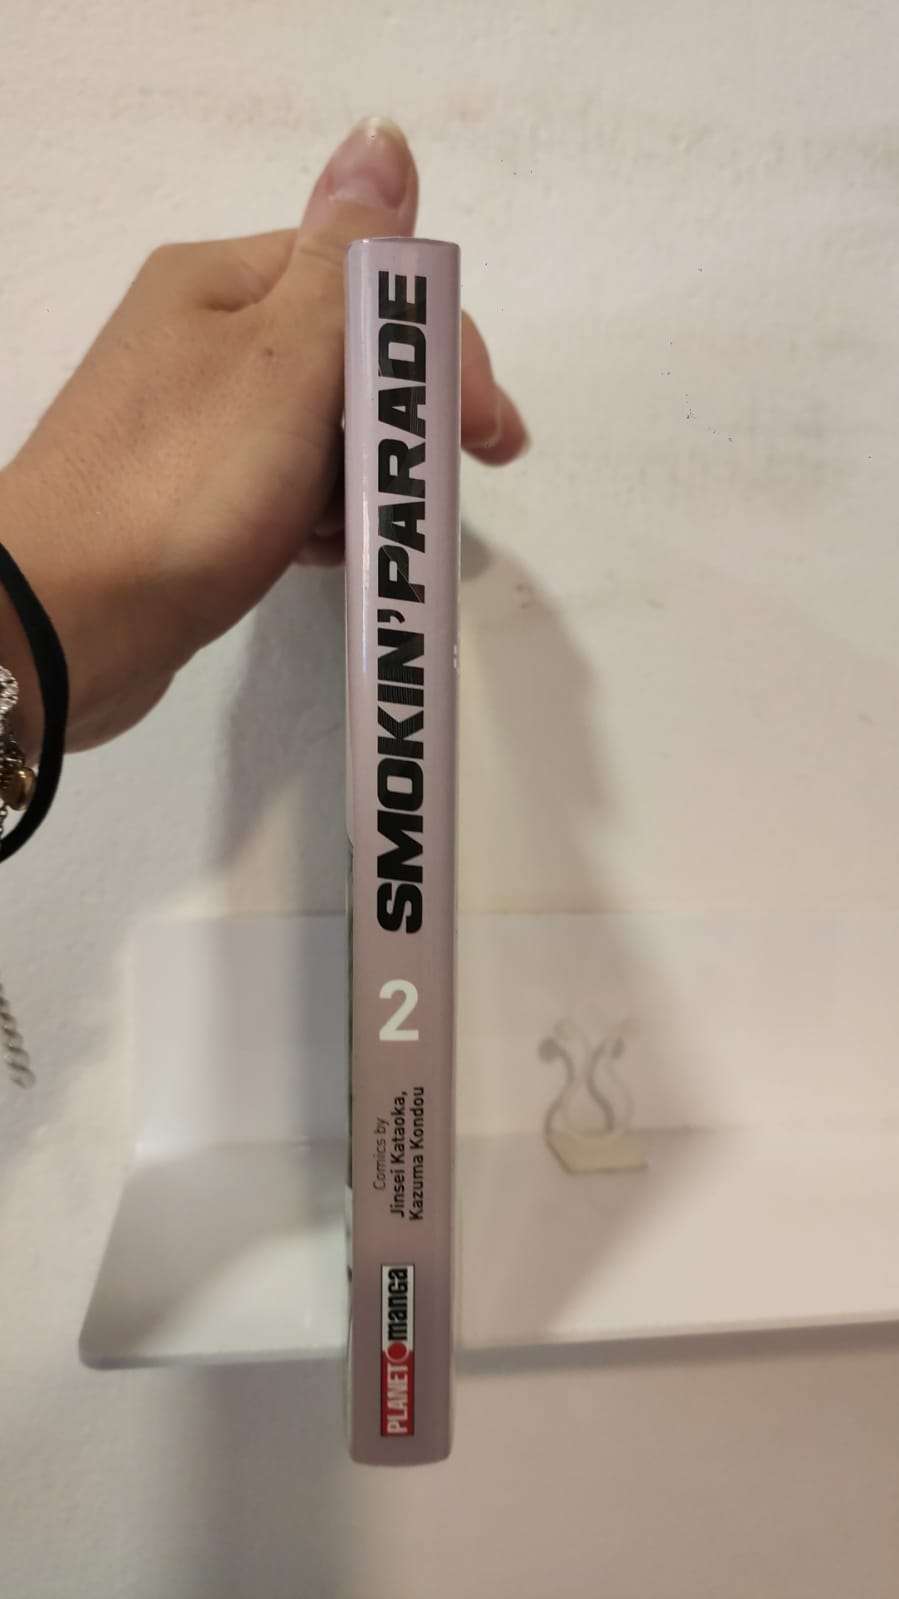 SMOKIN' PARADE
2
Comics by
Jinsei Kataoka,
Kazuma Kondou
PLANET manga